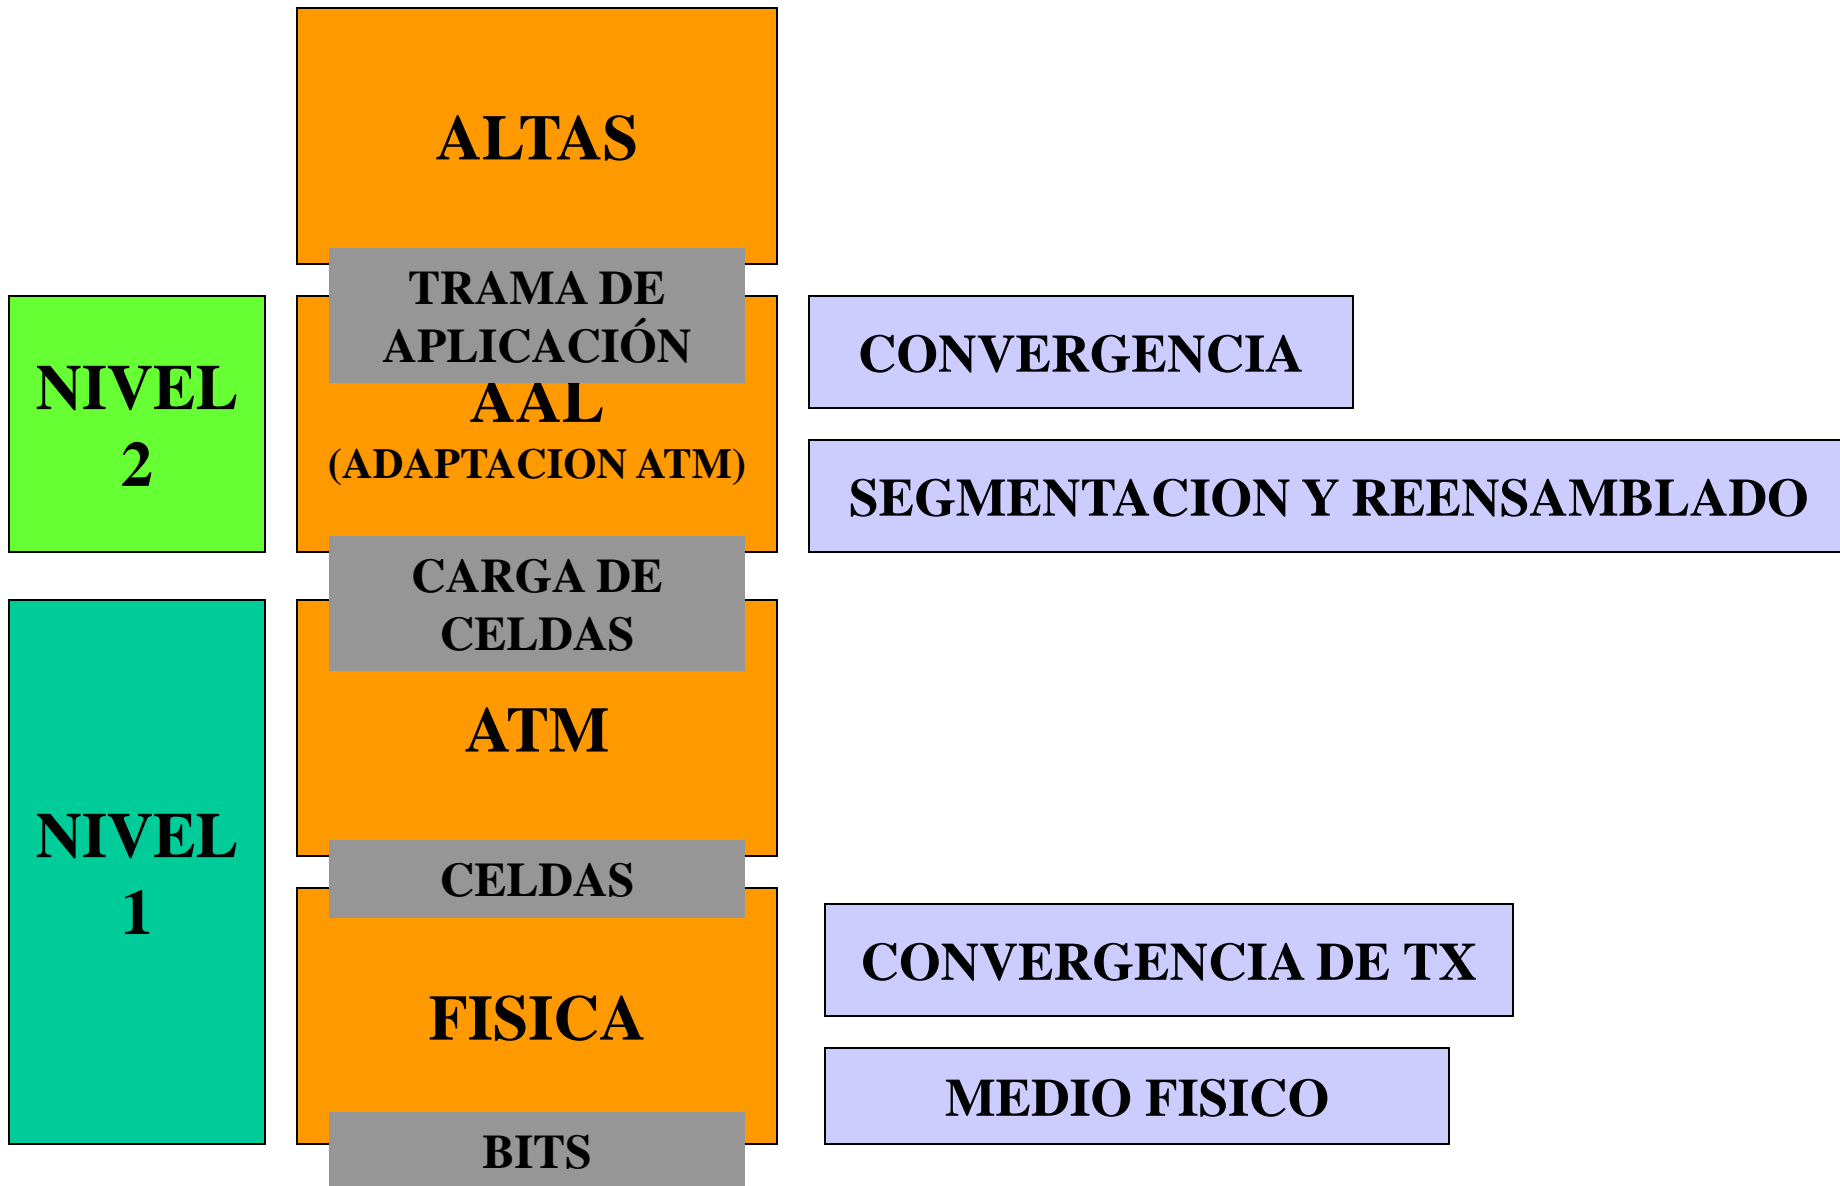 ALTAS
TRAMA DE
APLICACIÓN
NIVEL
2
AAL
(ADAPTACION ATM)
CONVERGENCIA
SEGMENTACION Y REENSAMBLADO
CARGA DE
CELDAS
ATM
NIVEL
1
CELDAS
FISICA
CONVERGENCIA DE TX
MEDIO FISICO
BITS